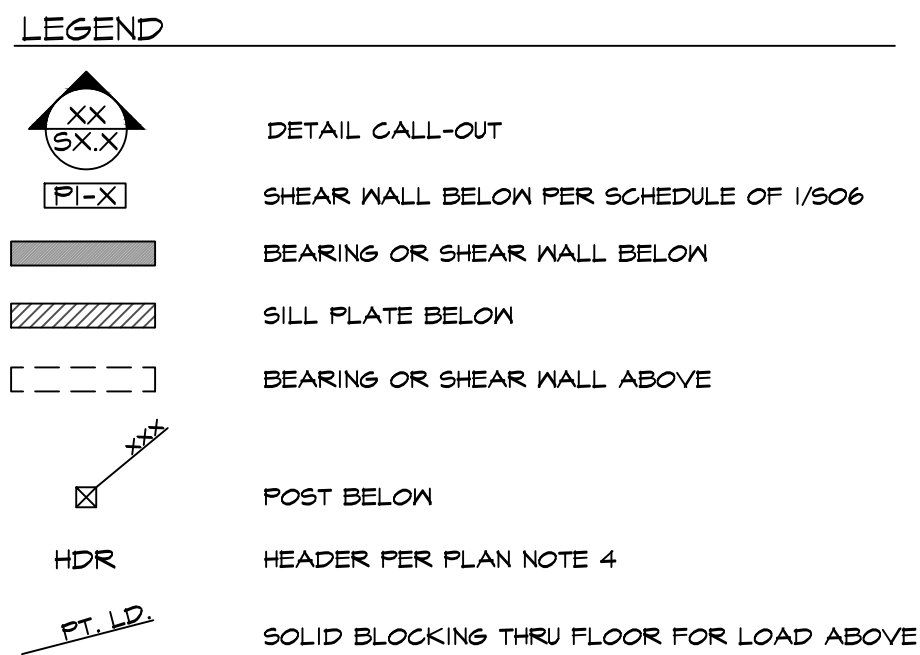 LEGEND
XX
SX.X
DETAIL CALL-OUT
P1-X
SHEAR WALL BELOW PER SCHEDULE OF 1/S06
BEARING OR SHEAR WALL BELOW
SILL PLATE BELOW
BEARING OR SHEAR WALL ABOVE
XXX
POST BELOW
HDR
HEADER PER PLAN NOTE 4
PT. LD.
SOLID BLOCKING THRU FLOOR FOR LOAD ABOVE